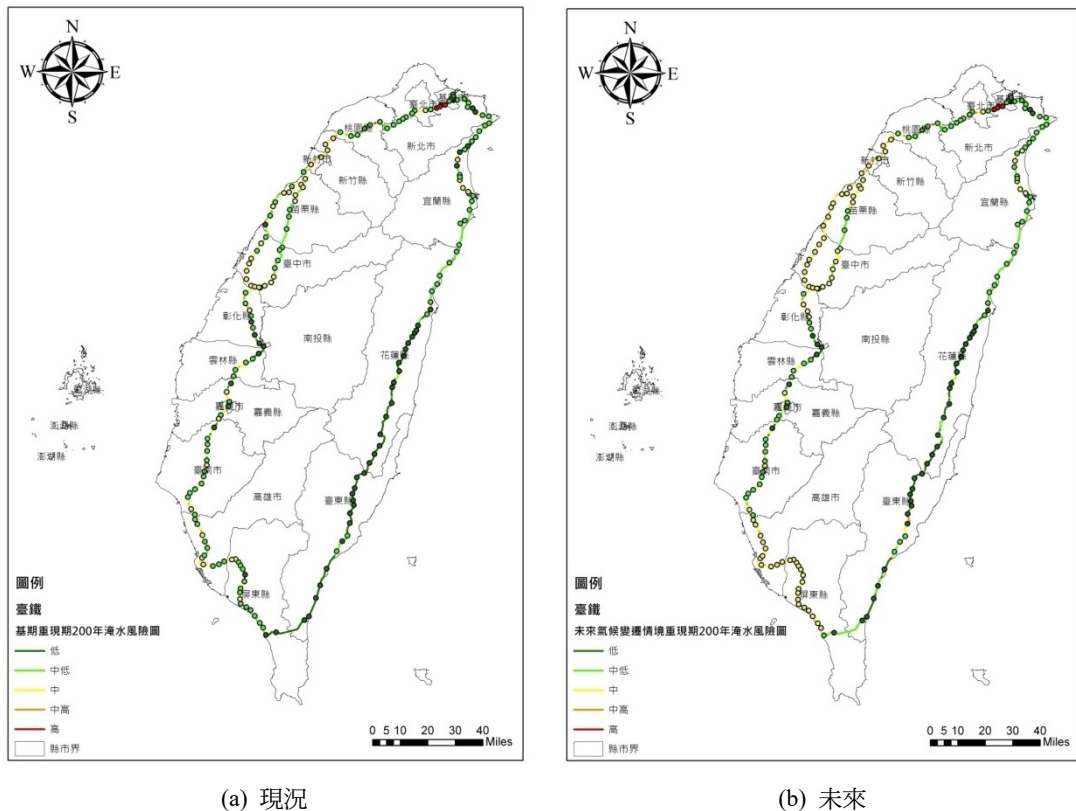 N
W
E
S
基
臺北市
桃園縣
新北市
新竹市
新竹縣
宜蘭縣
苗栗縣
臺中市
彰化縣
南投縣
花蓮
雲林縣
嘉義市
嘉義縣
澎湖縣
澎湖縣
臺南市
高雄市
臺東縣
屏東縣
圖例
臺鐵
基期重現期200年淹水風險圖
低
中低
中
中高
高
縣市界
0 5 10 20 30 40
Miles
(a) 現況
N
W
E
S
基
臺北市
桃園縣
新北市
新竹市
新竹縣
宜蘭縣
苗栗縣
臺中市
彰化縣
南投縣
花蓮
雲林縣
嘉義市
嘉義縣
澎湖縣
澎湖縣
臺南市
高雄市
臺東縣
屏東縣
圖例
臺鐵
未來氣候變遷情境重現期200年淹水風險圖
低
中低
中
中高
高
縣市界
0 5 10 20 30 40
Miles
(b) 未來